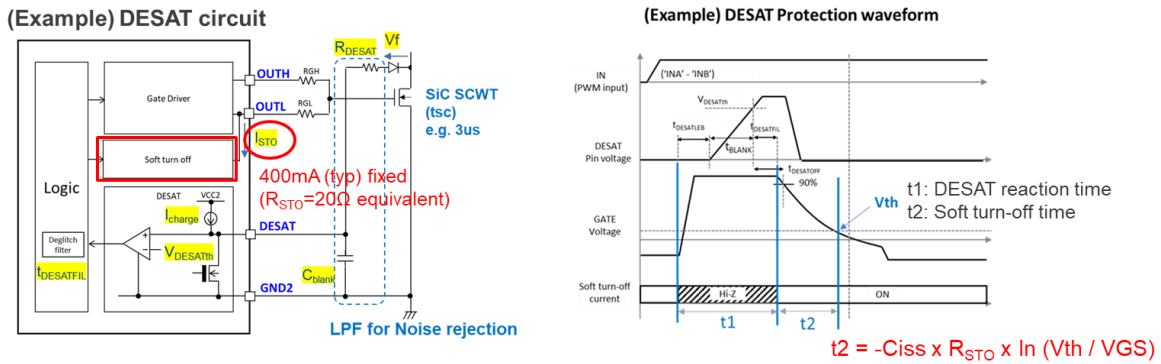 (Example) DESAT circuit
Logic
Gate Driver
Soft turn off
OUTH
RGH
OUTL
RGL
RDESAT
Vf
SiC SCWT
(tsc)
e.g. 3us
ISTO
400mA (typ) fixed
(RSTO=20Ω equivalent)
DESAT
VCC2
Icharge
DESAT
VDESATth
Deglitch
filter
tDESATFIL
Cblank
GND2
LPF for Noise rejection
(Example) DESAT Protection waveform
IN
(PWM input)
('INA' - 'INB')
VDESATth
tDESATLEB
tDESATFIL
tBLANK
DESAT
Pin voltage
tDESATOFF
90%
GATE
Voltage
Vth
t1: DESAT reaction time
t2: Soft turn-off time
Soft turn-off
current
Hi-Z
ON
t1
t2
t2 = -Ciss x RSTO x ln (Vth / VGS)